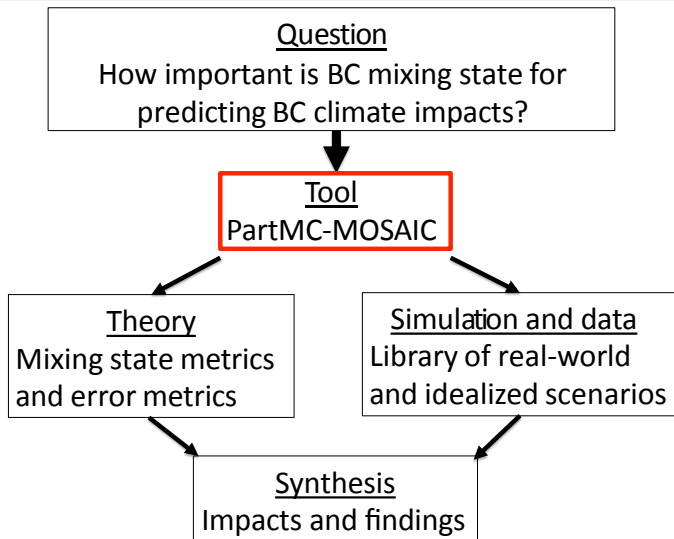 Question
How important is BC mixing state for
predicting BC climate impacts?
Tool
PartMC-MOSAIC
Theory
Mixing state metrics
and error metrics
Simulation and data
Library of real-world
and idealized scenarios
Synthesis
Impacts and findings